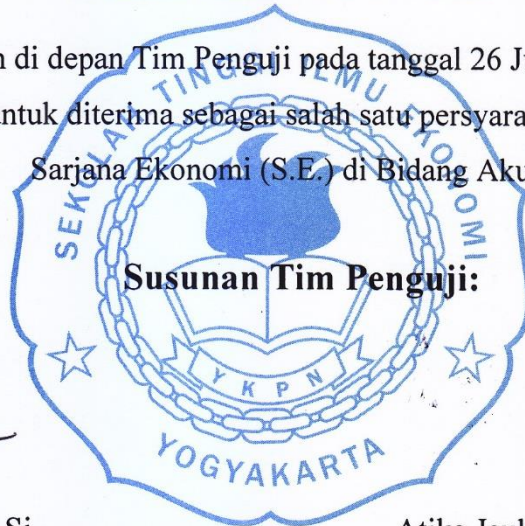 n di depan Tim Penguji pada tanggal 26 J
ntuk diterima sebagai salah satu persyara
Sarjana Ekonomi (S.E.) di Bidang Aku
SEKOLAH TINGGI ILMU EKONOMI
Susunan Tim Penguji:
YKPN
YOGYAKARTA
Si
Atika